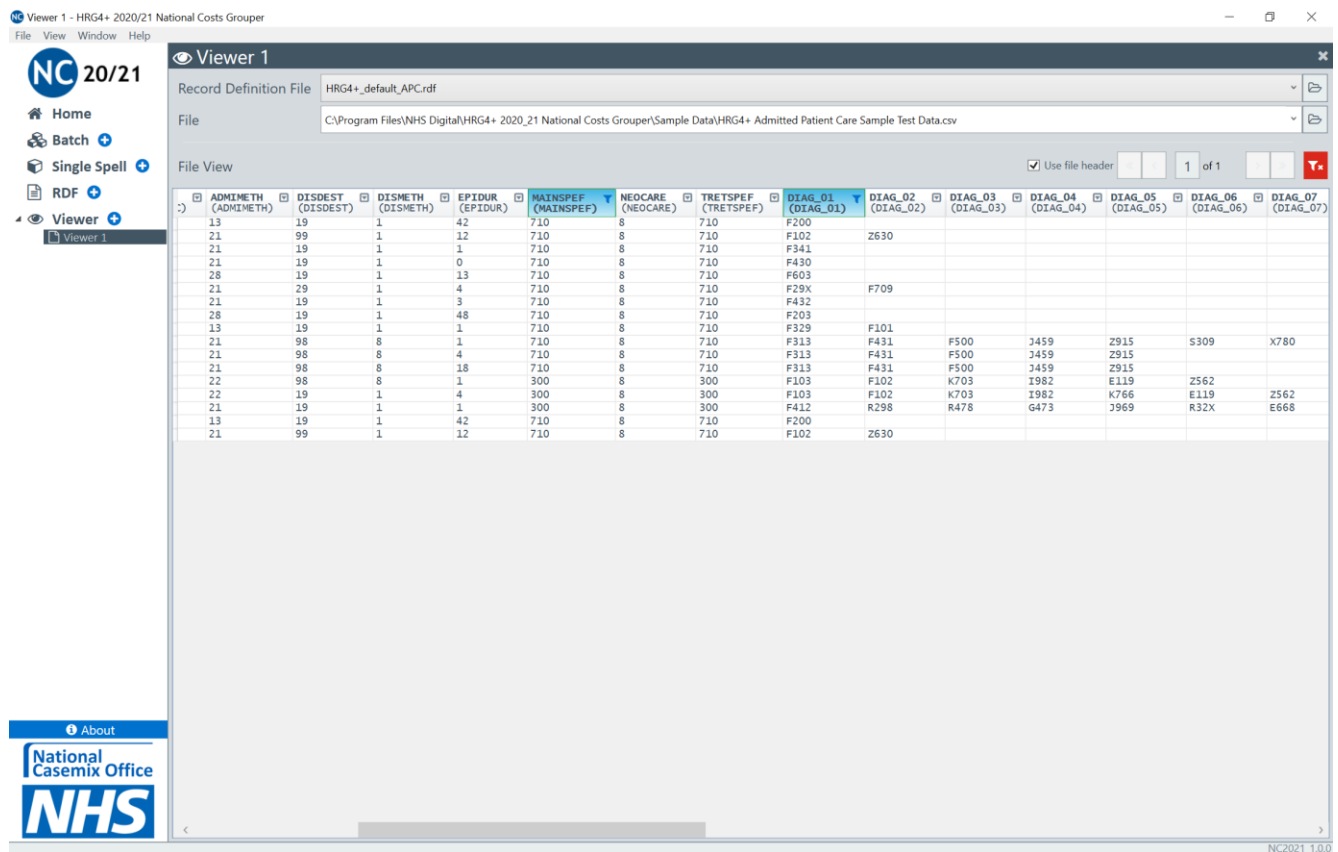 Viewer 1 - HRG4+ 2020/21 National Costs Grouper
File View Window Help
NC 20/21
Home
Batch
Single Spell
RDF
Viewer
Viewer 1
Viewer 1
Record Definition File HRG4+_default_APC.rdf
File C:\Program Files\NHS Digital\HRG4+ 2020_21 National Costs Grouper\Sample Data\HRG4+ Admitted Patient Care Sample Test Data.csv
File View Use file header 1 of 1
ADMIMETH DISDEST DISMETH EPIDUR MAINSPEF NEOCARE TRETSPEF DIAG_01 DIAG_02 DIAG_03 DIAG_04 DIAG_05 DIAG_06 DIAG_07
:) (ADMIMETH) (DISDEST) (DISMETH) (EPIDUR) (MAINSPEF) (NEOCARE) (TRETSPEF) (DIAG_01) (DIAG_02) (DIAG_03) (DIAG_04) (DIAG_05) (DIAG_06) (DIAG_07)
13 19 1 42 710 8 710 F200
21 99 1 12 710 8 710 F102 Z630
21 19 1 1 710 8 710 F341
21 19 1 0 710 8 710 F430
28 19 1 13 710 8 710 F603
21 29 1 4 710 8 710 F29X F709
21 19 1 3 710 8 710 F432
28 19 1 48 710 8 710 F203
13 19 1 1 710 8 710 F329 F101
21 98 8 1 710 8 710 F313 F431 F500 J459 Z915 S309 X780
21 98 8 4 710 8 710 F313 F431 F500 J459 Z915
21 98 8 18 710 8 710 F313 F431 F500 J459 Z915
22 98 8 1 300 8 300 F103 F102 K703 I982 E119 Z562
22 19 1 4 300 8 300 F103 F102 K703 I982 K766 E119 Z562
21 19 1 1 300 8 300 F412 R298 R478 G473 J969 R32X E668
13 19 1 42 710 8 710 F200
21 99 1 12 710 8 710 F102 Z630
About
National
Casemix Office
NHS
NC2021 1.0.0